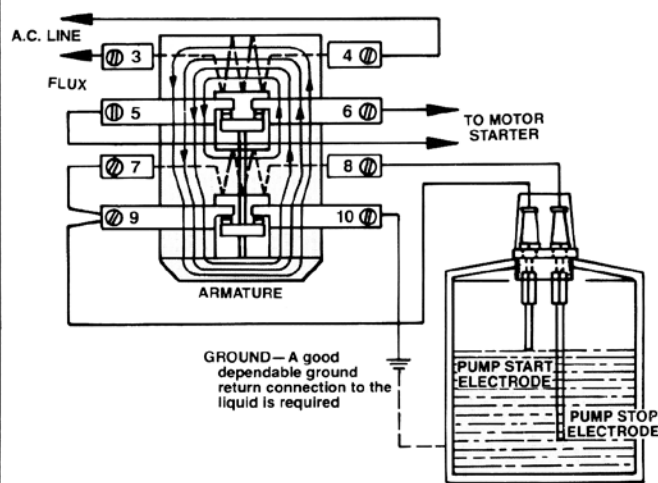 A.C. LINE
3
4
FLUX
5
6
TO MOTOR
STARTER
7
8
9
10
ARMATURE
GROUND—A good
dependable ground
return connection to the
liquid is required
PUMP START
ELECTRODE
PUMP STOP
ELECTRODE